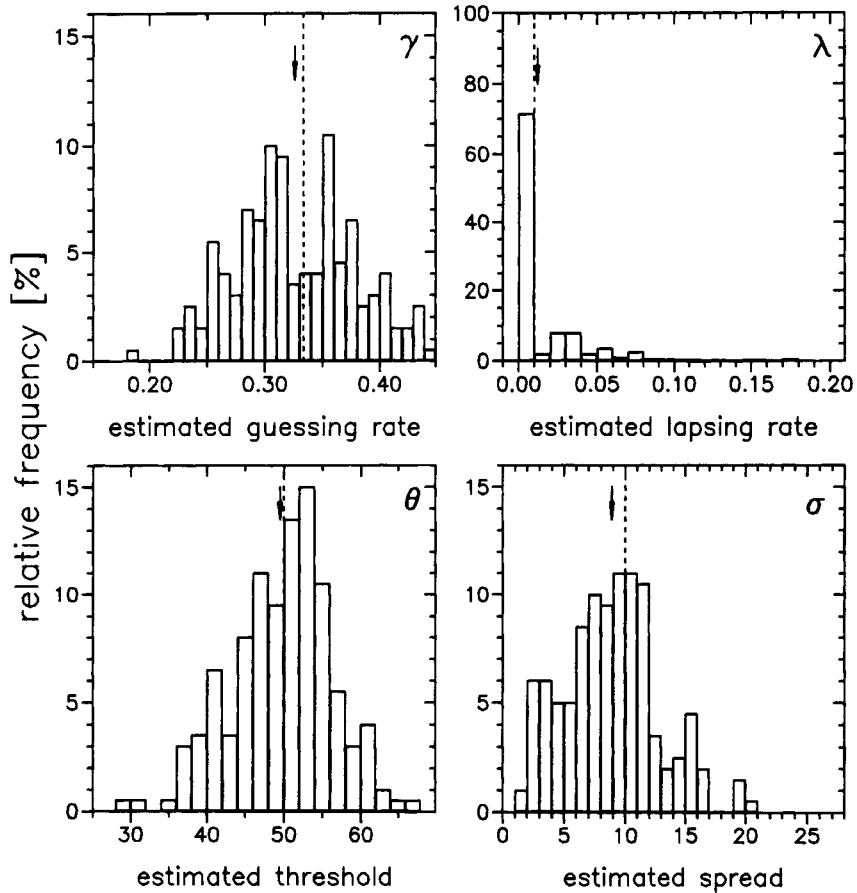 relative frequency [%]
15
10
5
0
γ
0.20 0.30 0.40
estimated guessing rate
100
80
60
40
20
0
λ
0.00 0.05 0.10 0.15 0.20
estimated lapsing rate
15
10
5
0
θ
30 40 50 60
estimated threshold
15
10
5
0
σ
0 5 10 15 20 25
estimated spread